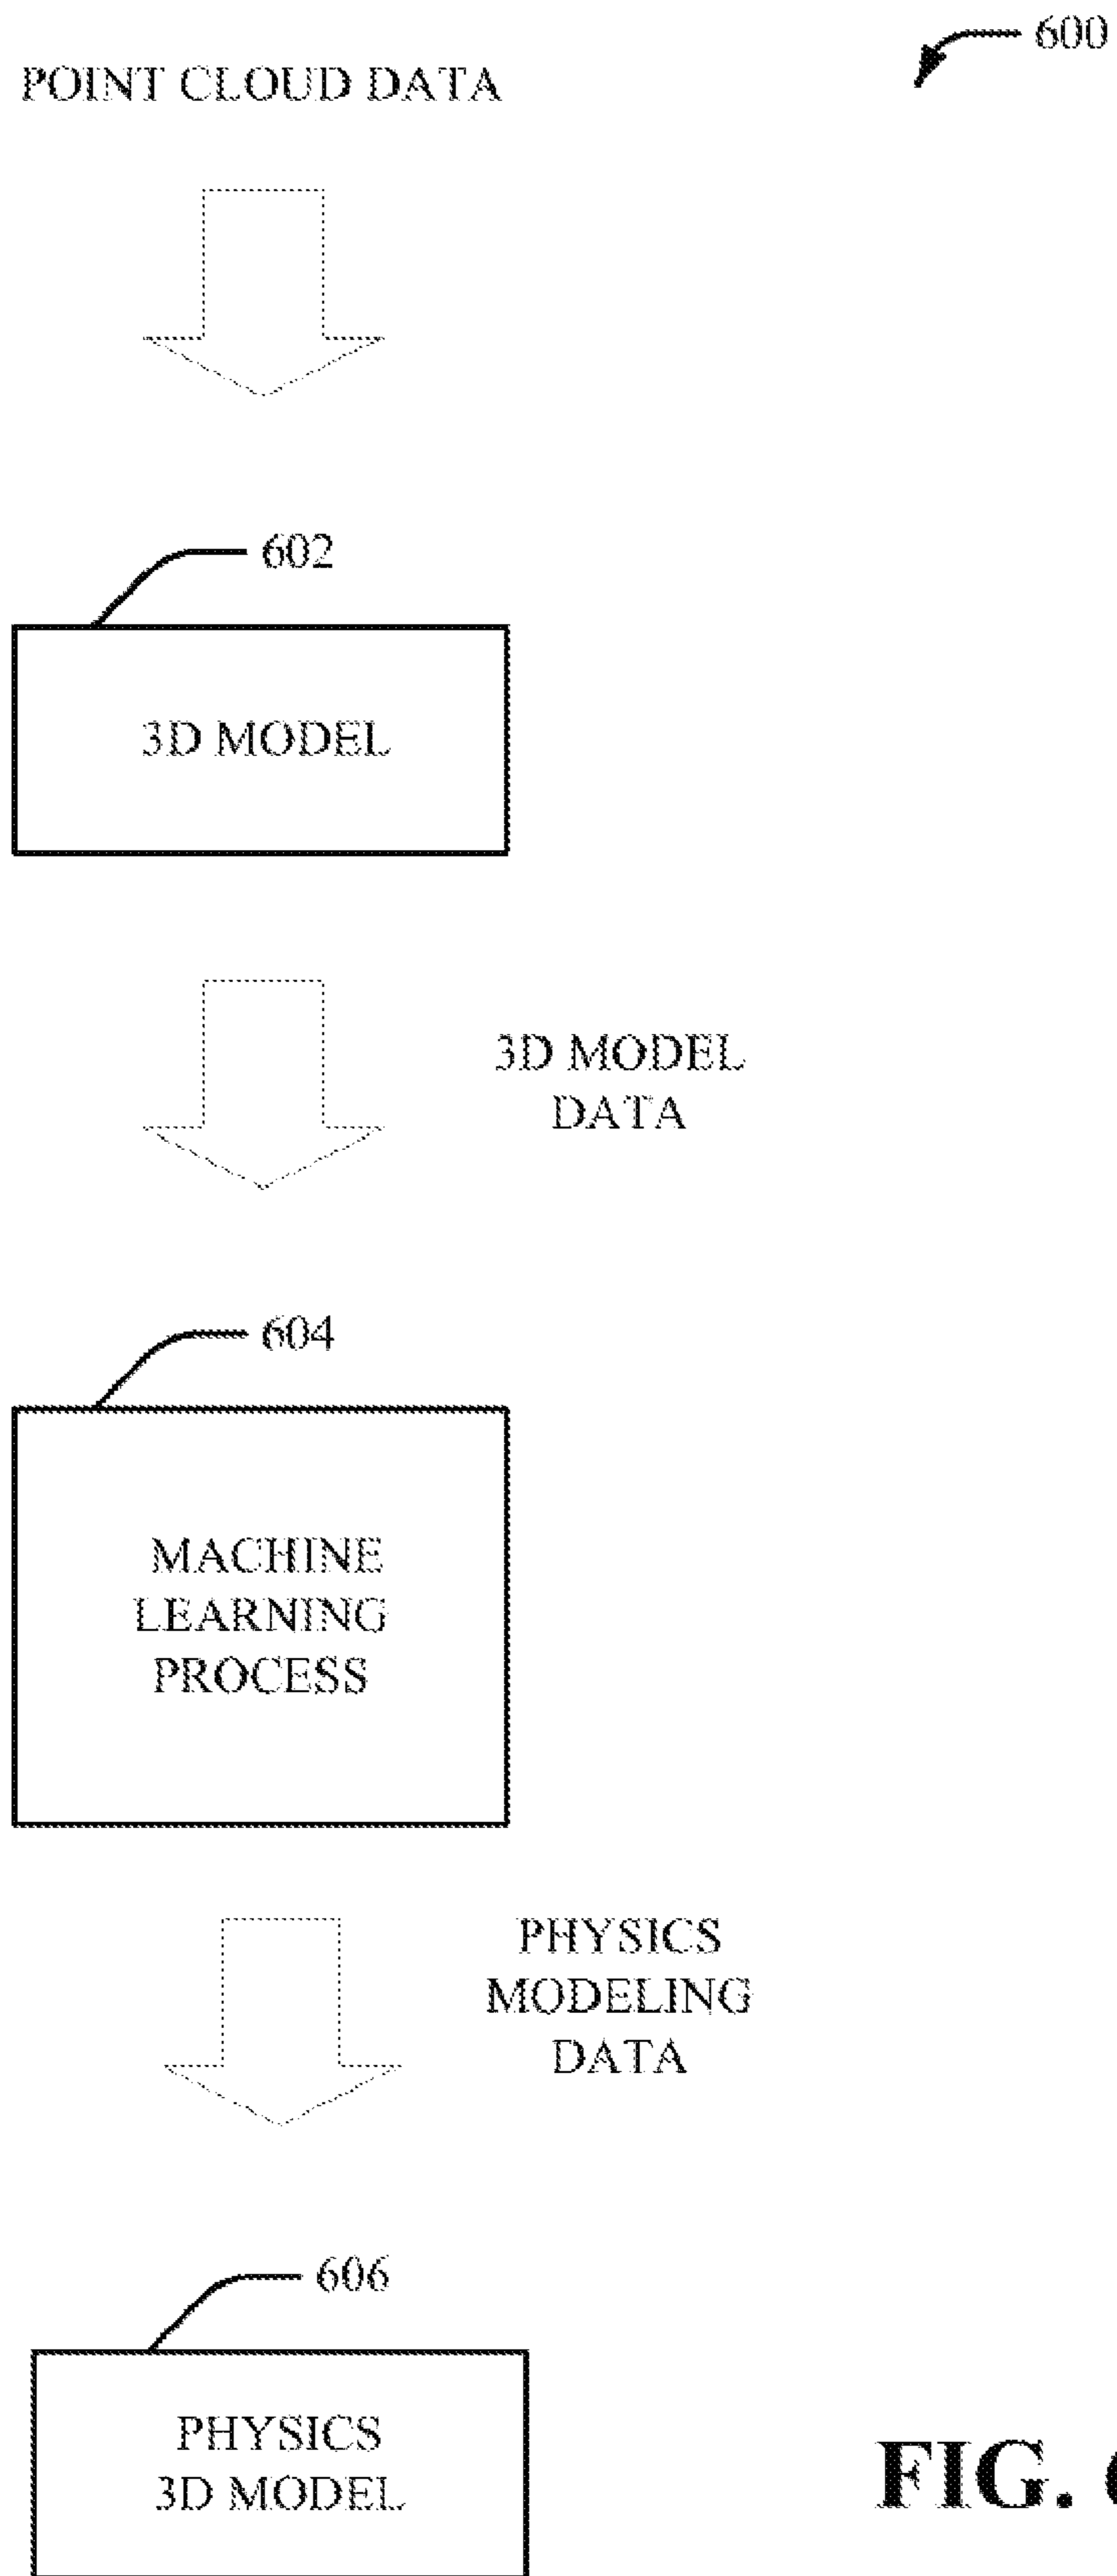 600
POINT CLOUD DATA
602
3D MODEL
3D MODEL
DATA
604
MACHINE
LEARNING
PROCESS
PHYSICS
MODELING
DATA
606
PHYSICS
3D MODEL
FIG.